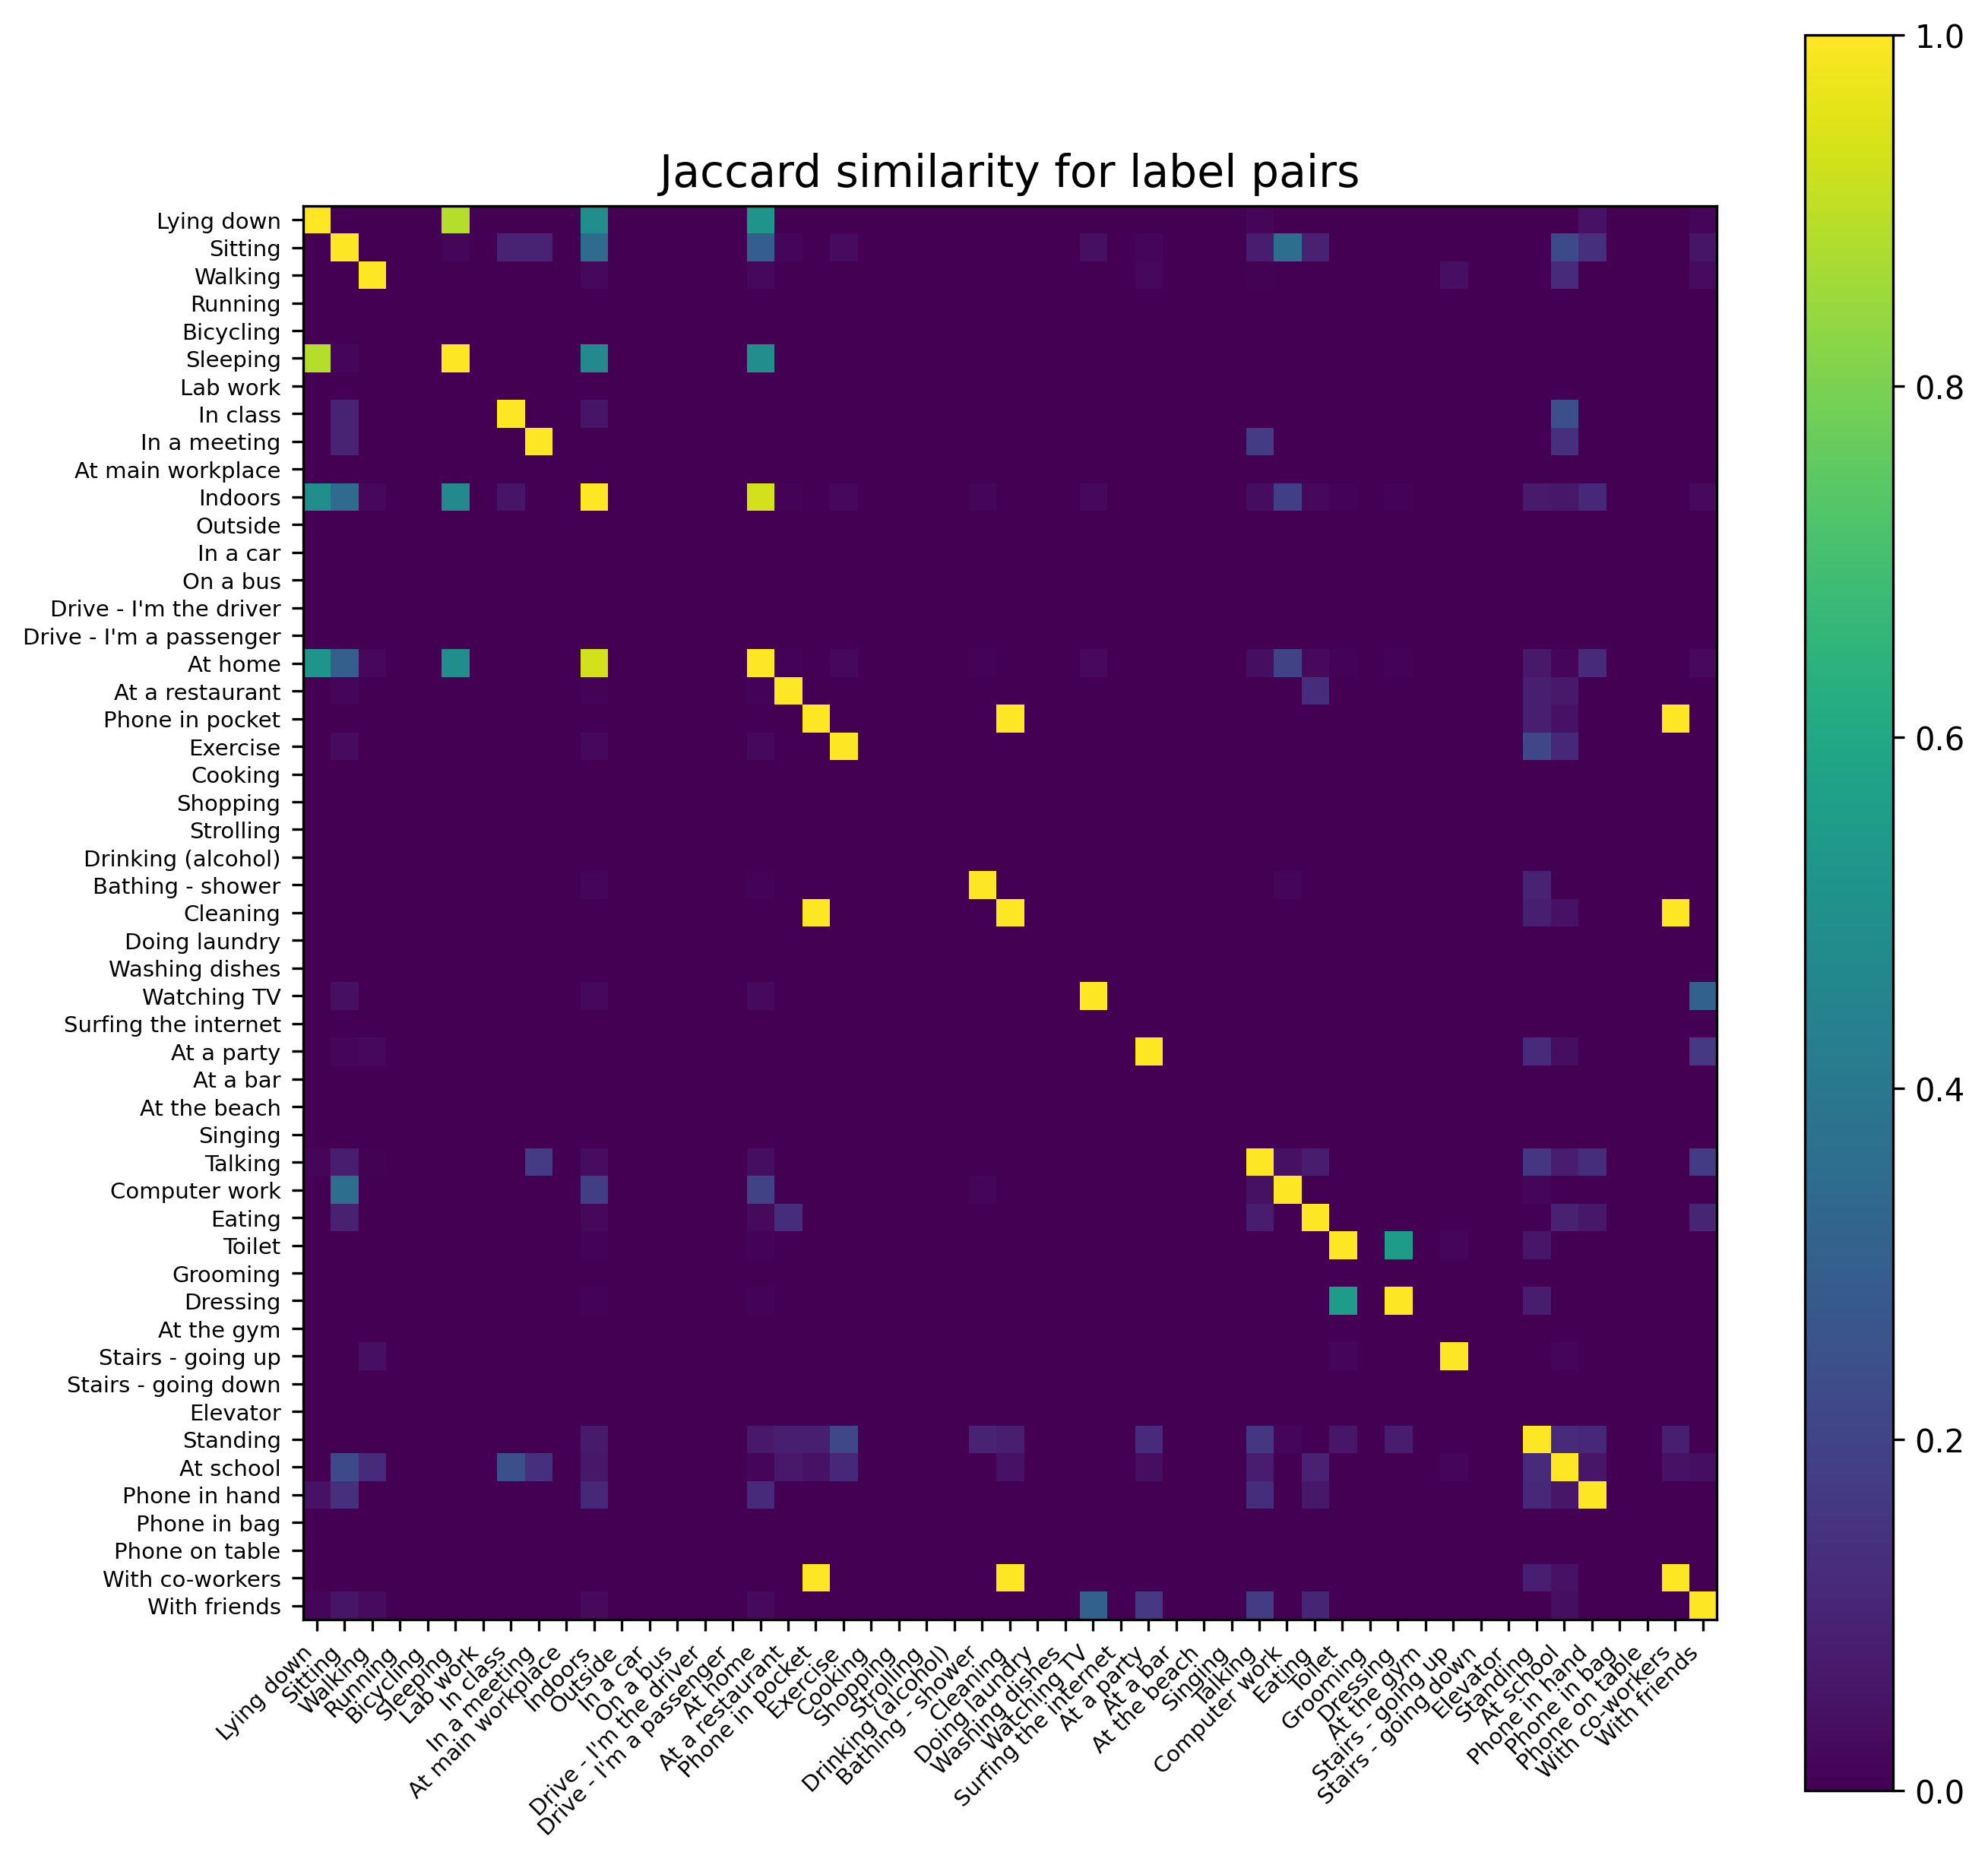 Jaccard similarity for label pairs
Lying down
Sitting
Walking
Running
Bicycling
Sleeping
Lab work
In class
In a meeting
At main workplace
Indoors
Outside
In a car
On a bus
Drive - I'm the driver
Drive - I'm a passenger
At home
At a restaurant
Phone in pocket
Exercise
Cooking
Shopping
Strolling
Drinking (alcohol)
Bathing - shower
Cleaning
Doing laundry
Washing dishes
Watching TV
Surfing the internet
At a party
At a bar
At the beach
Singing
Talking
Computer work
Eating
Toilet
Grooming
Dressing
At the gym
Stairs - going up
Stairs - going down
Elevator
Standing
At school
Phone in hand
Phone in bag
Phone on table
With co-workers
With friends
Lying down
Sitting
Walking
Running
Bicycling
Sleeping
Lab work
In class
In a meeting
At main workplace
Indoors
Outside
In a car
On a bus
Drive - I'm the driver
Drive - I'm a passenger
At home
At a restaurant
Phone in pocket
Exercise
Cooking
Shopping
Strolling
Drinking (alcohol)
Bathing - shower
Cleaning
Doing laundry
Washing dishes
Watching TV
Surfing the internet
At a party
At a bar
At the beach
Singing
Talking
Computer work
Eating
Toilet
Grooming
Dressing
At the gym
Stairs - going up
Stairs - going down
Elevator
Standing
At school
Phone in hand
Phone in bag
Phone on table
With co-workers
With friends
1.0
0.8
0.6
0.4
0.2
0.0